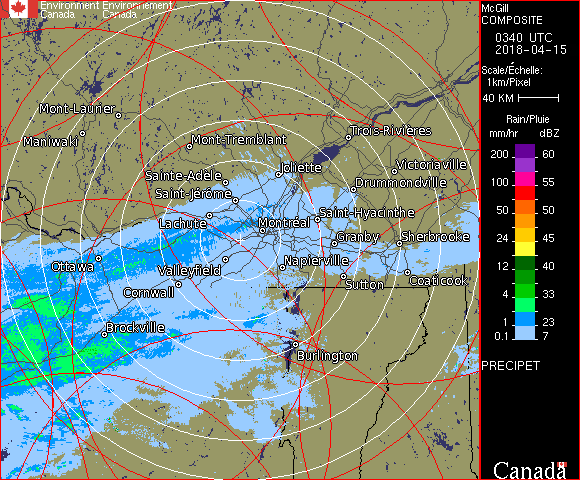 Environment Environnement
Canada Canada
McGill
COMPOSITE
0340 UTC
2018-04-15
Scale/Échelle:
1km/Pixel
40 KM
Rain/Pluie
mm/hr dBZ
200 60
100 55
50 50
24 45
12 40
4 33
1 23
0.1 7
PRECIPET
Canada
Mont-Laurier
Maniwaki
Mont-Tremblant
Trois-Rivières
Sainte-Adèle
Joliette
Victoriaville
Saint-Jérôme
Drummondville
Lachute
Montréal
Saint-Hyacinthe
Granby
Sherbrooke
Ottawa
Valleyfield
Napierville
Cornwall
Sutton
Coaticook
Brockville
Burlington